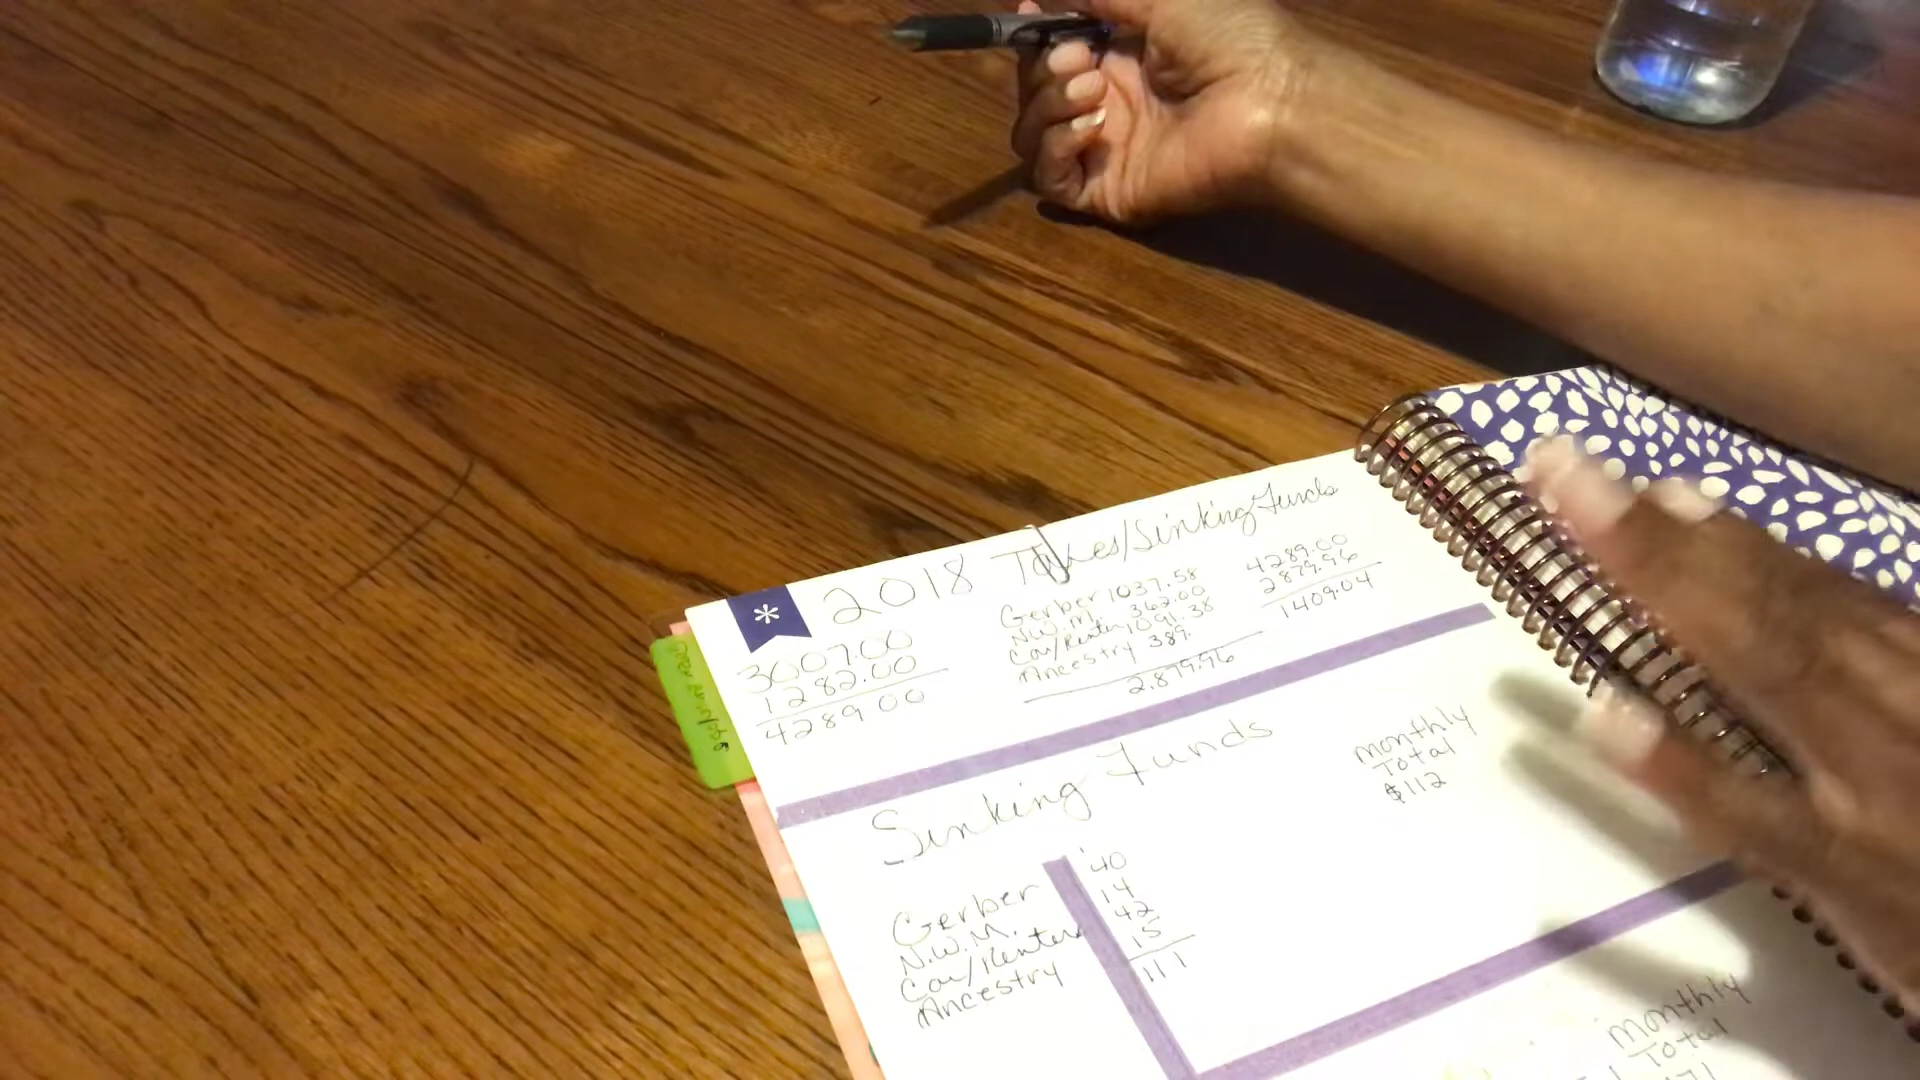 2018 Taxes/Sinking Funds
3007.00
1282.00
4289 00
Gerber 1037.58
N.W.M. 362.00
Car/Renters 1091.38
Ancestry 389.
2,879.96
4289.00
2879.96
1409.04
Sinking Funds
monthly
Total
$112
Gerber 40
N.W.M. 14
Car/Renters 42
Ancestry 15
111
monthly
Total